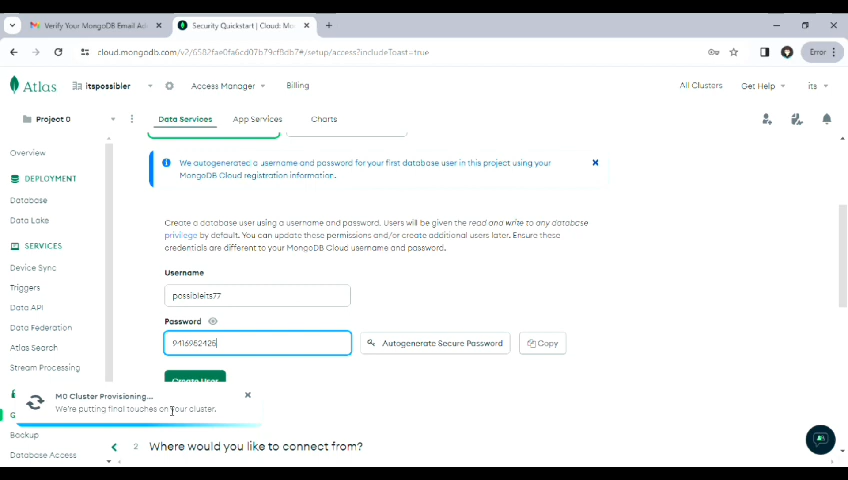 Verify Your MongoDB Email Ad
Security Quickstart | Cloud: Mo
cloud.mongodb.com/v2/6582fae0fa6cd07b79cf8db7#/setup/access?includeToast=true
Error
Atlas
itspossibler
Access Manager
Billing
All Clusters
Get Help
its
Project 0
Data Services
App Services
Charts
Overview
DEPLOYMENT
Database
Data Lake
SERVICES
Device Sync
Triggers
Data API
Data Federation
Atlas Search
Stream Processing
Backup
Database Access
We autogenerated a username and password for your first database user in this project using your
MongoDB Cloud registration information.
Create a database user using a username and password. Users will be given the read and write to any database
privilege by default. You can update these permissions and/or create additional users later. Ensure these
credentials are different to your MongoDB Cloud username and password.
Username
possibleits77
Password
9416962426
Autogenerate Secure Password
Copy
Create User
M0 Cluster Provisioning...
We're putting final touches on your cluster.
2 Where would you like to connect from?